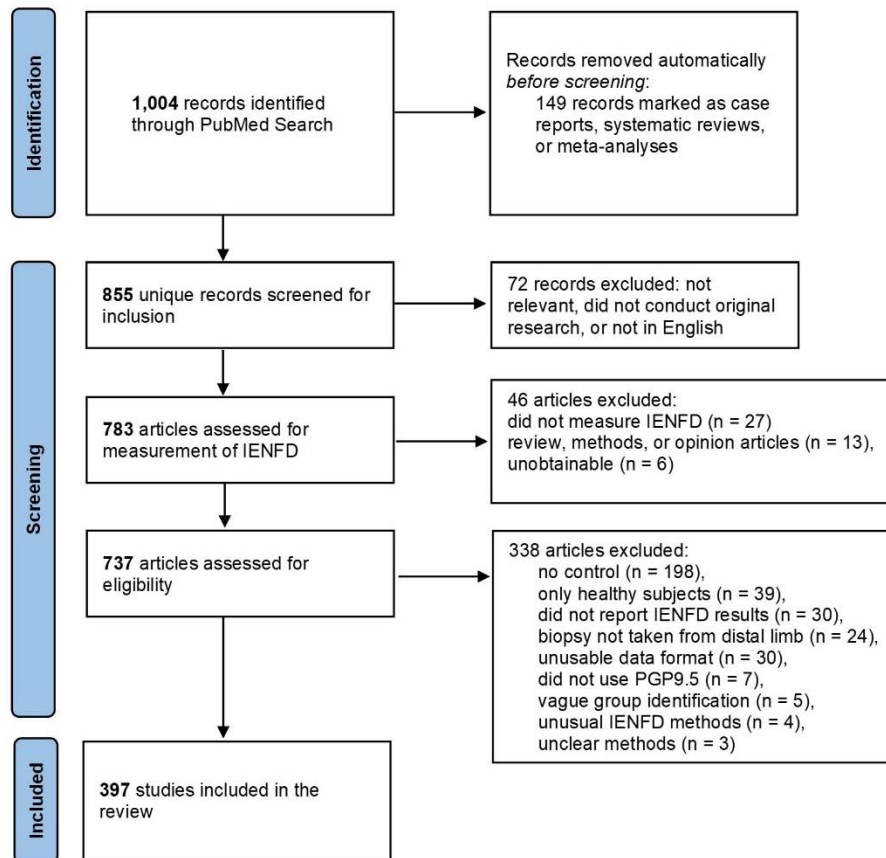 Identification
1,004 records identified
through PubMed Search
Records removed automatically
before screening:
149 records marked as case
reports, systematic reviews,
or meta-analyses
Screening
855 unique records screened for
inclusion
72 records excluded: not
relevant, did not conduct original
research, or not in English
783 articles assessed for
measurement of IENFD
46 articles excluded:
did not measure IENFD (n = 27)
review, methods, or opinion articles (n = 13),
unobtainable (n = 6)
737 articles assessed for
eligibility
338 articles excluded:
no control (n = 198),
only healthy subjects (n = 39),
did not report IENFD results (n = 30),
biopsy not taken from distal limb (n = 24),
unusable data format (n = 30),
did not use PGP9.5 (n = 7),
vague group identification (n = 5),
unusual IENFD methods (n = 4),
unclear methods (n = 3)
Included
397 studies included in the
review